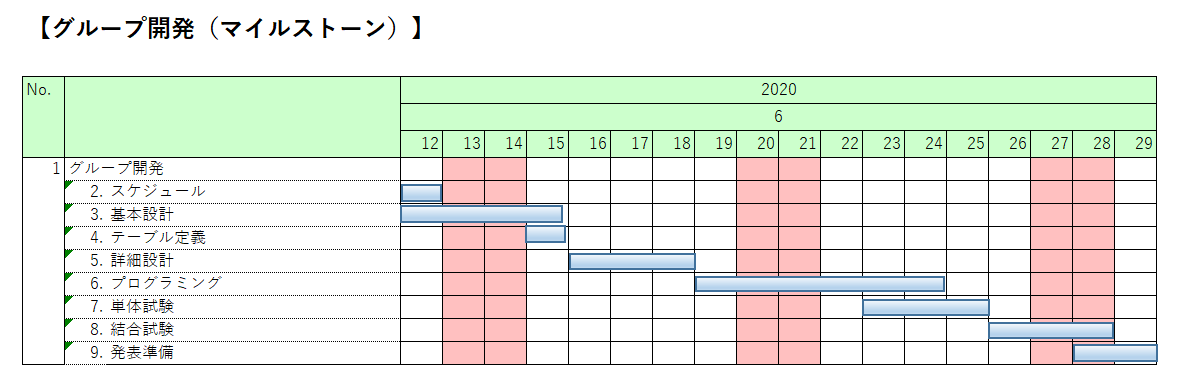 【グループ開発（マイルストーン）】
No.
2020
6
12 13 14 15 16 17 18 19 20 21 22 23 24 25 26 27 28 29
1 グループ開発
2. スケジュール
3. 基本設計
4. テーブル定義
5. 詳細設計
6. プログラミング
7. 単体試験
8. 結合試験
9. 発表準備